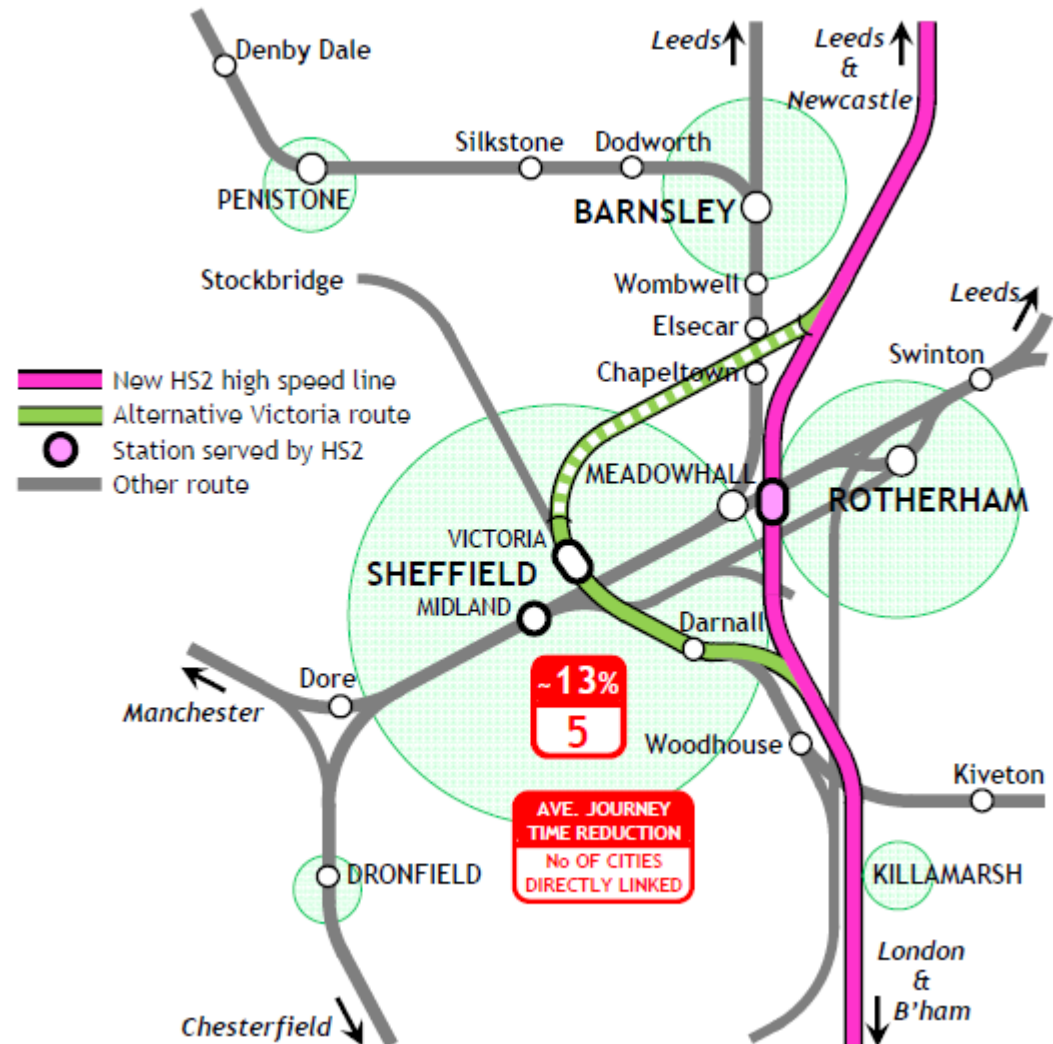 Denby Dale
Leeds
Leeds
&
Newcastle
Silkstone
Dodworth
PENISTONE
BARNSLEY
Stockbridge
Wombwell
Leeds
Elsecar
Swinton
New HS2 high speed line
Chapeltown
Alternative Victoria route
Station served by HS2
MEADOWHALL
Other route
ROTHERHAM
VICTORIA
SHEFFIELD
MIDLAND
Darnall
Dore
~13%
Manchester
5
Woodhouse
Kiveton
AVE. JOURNEY
TIME REDUCTION
No OF CITIES
DIRECTLY LINKED
DRONFIELD
KILLAMARSH
London
&
B'ham
Chesterfield